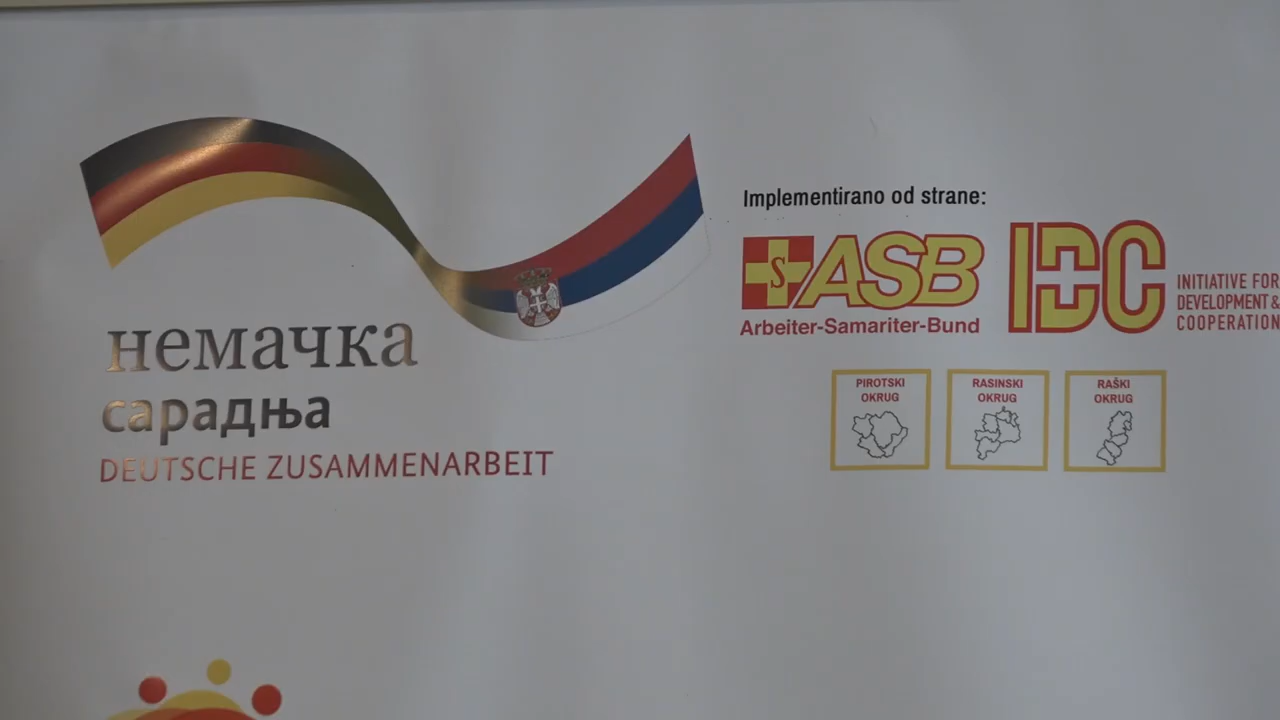 немачка
сарадња
DEUTSCHE ZUSAMMENARBEIT
Implementirano od strane:
S ASB
Arbeiter-Samariter-Bund
IDC
INITIATIVE FOR
DEVELOPMENT &
COOPERATION
PIROTSKI
OKRUG
RASINSKI
OKRUG
RAŠKI
OKRUG